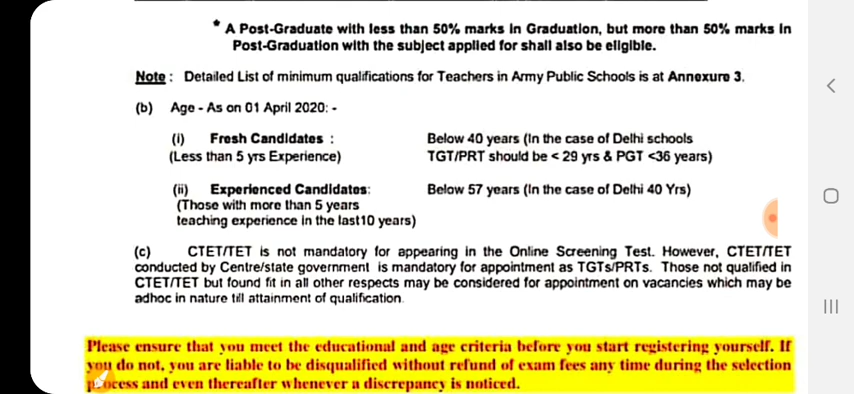 * A Post-Graduate with less than 50% marks in Graduation, but more than 50% marks in
Post-Graduation with the subject applied for shall also be eligible.
Note : Detailed List of minimum qualifications for Teachers in Army Public Schools is at Annexure 3.
(b) Age - As on 01 April 2020: -
(i) Fresh Candidates : Below 40 years (In the case of Delhi schools
(Less than 5 yrs Experience) TGT/PRT should be < 29 yrs & PGT <36 years)
(ii) Experienced Candidates: Below 57 years (In the case of Delhi 40 Yrs)
(Those with more than 5 years
teaching experience in the last10 years)
(c) CTET/TET is not mandatory for appearing in the Online Screening Test. However, CTET/TET
conducted by Centre/state government is mandatory for appointment as TGTs/PRTs. Those not qualified in
CTET/TET but found fit in all other respects may be considered for appointment on vacancies which may be
adhoc in nature till attainment of qualification.
Please ensure that you meet the educational and age criteria before you start registering yourself. If
you do not, you are liable to be disqualified without refund of exam fees any time during the selection
process and even thereafter whenever a discrepancy is noticed.